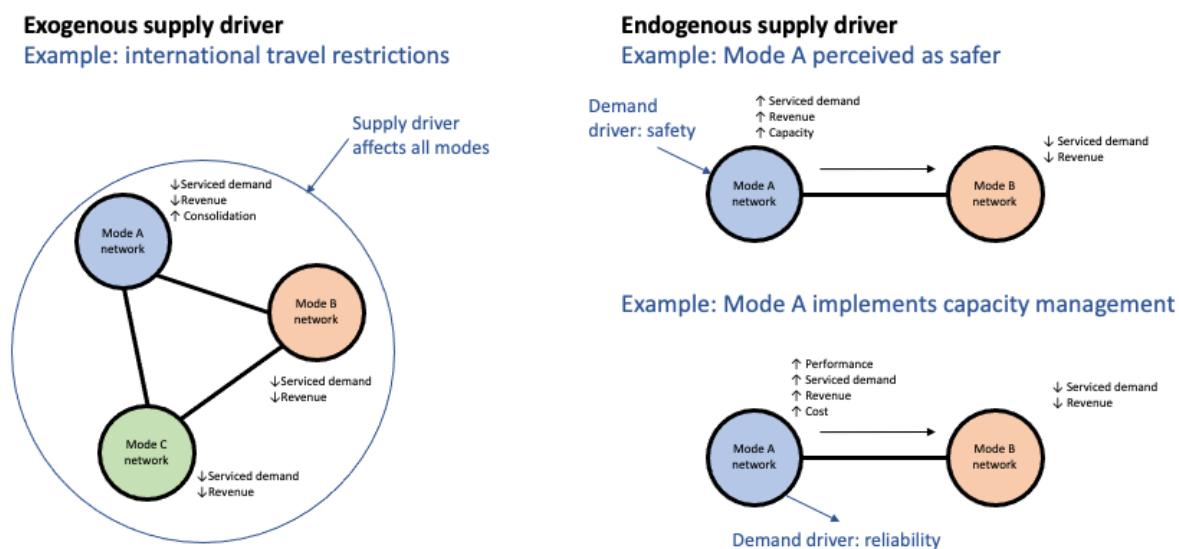 Exogenous supply driver
Example: international travel restrictions
Supply driver
affects all modes
↓Serviced demand
↓Revenue
↑ Consolidation
Mode A
network
Mode B
network
↓Serviced demand
↓Revenue
Mode C
network
↓Serviced demand
↓Revenue
Endogenous supply driver
Example: Mode A perceived as safer
Demand
driver: safety
↑ Serviced demand
↑ Revenue
↑ Capacity
↓ Serviced demand
↓ Revenue
Mode A
network
Mode B
network
Example: Mode A implements capacity management
↑ Performance
↑ Serviced demand
↑ Revenue
↑ Cost
↓ Serviced demand
↓ Revenue
Mode A
network
Mode B
network
Demand driver: reliability